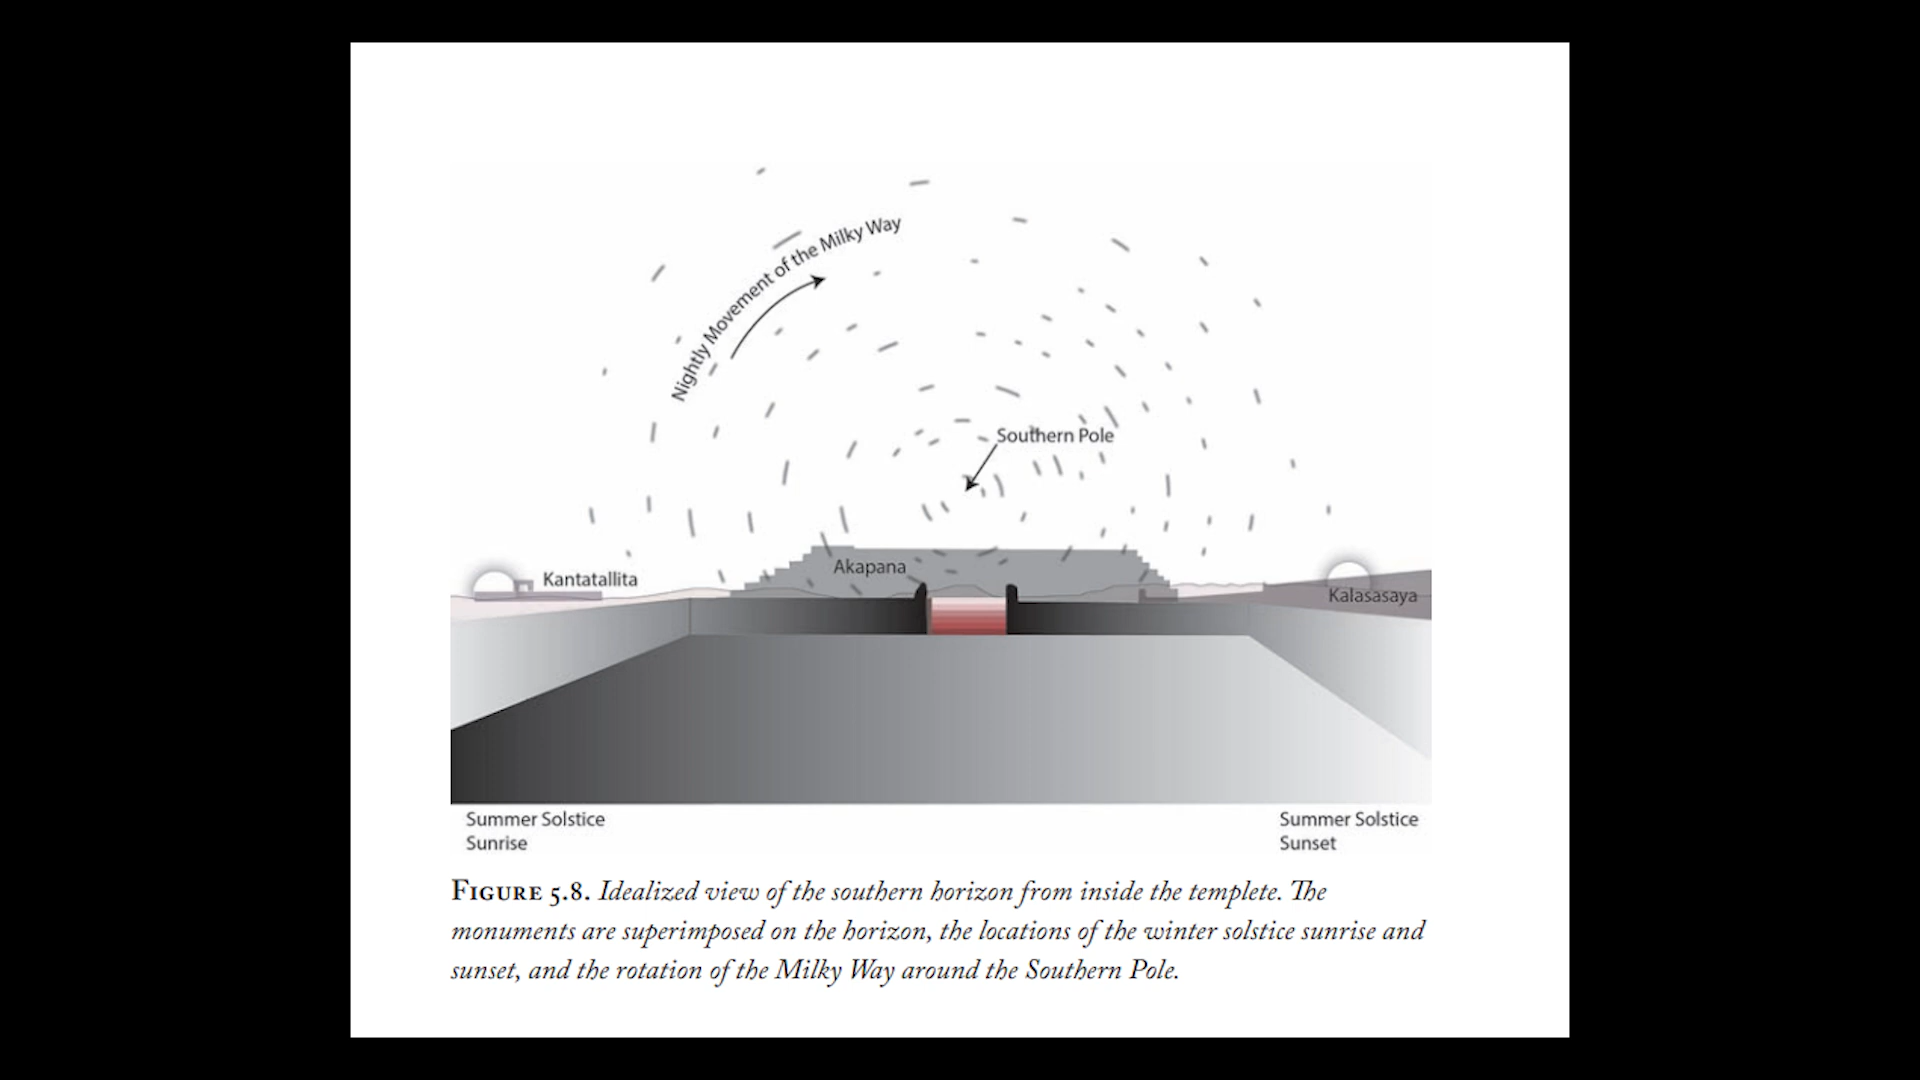 Nightly Movement of the Milky Way
Southern Pole
Akapana
Kantatallita
Kalasasaya
Summer Solstice
Sunrise
Summer Solstice
Sunset
FIGURE 5.8. Idealized view of the southern horizon from inside the templete. The
monuments are superimposed on the horizon, the locations of the winter solstice sunrise and
sunset, and the rotation of the Milky Way around the Southern Pole.